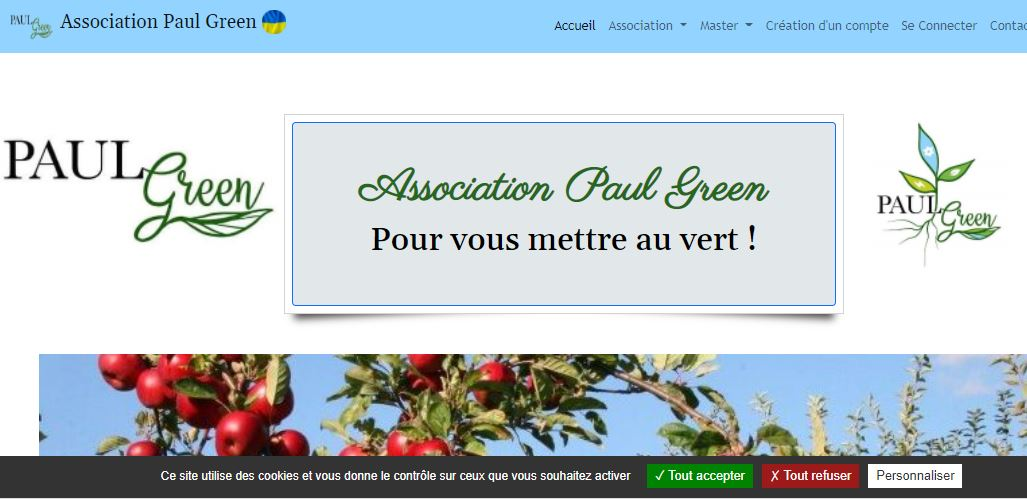 PAUL Green Association Paul Green
Accueil Association Master Création d'un compte Se Connecter
PAUL Green
Association Paul Green
Pour vous mettre au vert !
PAUL Green
Ce site utilise des cookies et vous donne le contrôle sur ceux que vous souhaitez activer
✓ Tout accepter ✗ Tout refuser Personnaliser